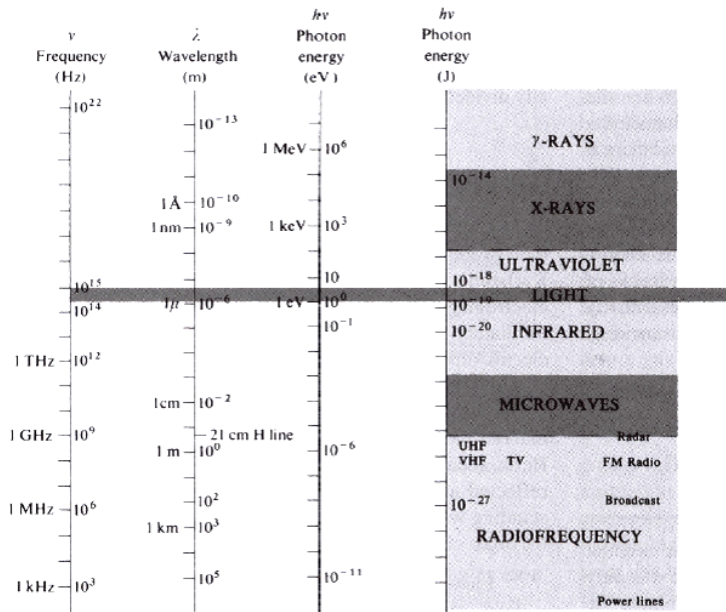 ν λ hν hν
Frequency Wavelength Photon Photon
(Hz) (m) energy energy
(eV) (J)
10²²
10⁻¹³
1 MeV 10⁶ γ-RAYS
10⁻¹⁴
1 Å 10⁻¹⁰ X-RAYS
1 nm 10⁻⁹ 1 keV 10³
ULTRAVIOLET
10 10⁻¹⁸
10¹⁵ LIGHT
1μ 10⁻⁶ 1 eV 10⁰ 10⁻¹⁹
10¹⁴
10⁻¹ 10⁻²⁰ INFRARED
1 THz 10¹²
1cm 10⁻² MICROWAVES
1 GHz 10⁹ 21 cm H line Radar
1 m 10⁰ 10⁻⁶ UHF
VHF TV FM Radio
10² Broadcast
1 MHz 10⁶ 10⁻²⁷
1 km 10³
RADIOFREQUENCY
10⁵ 10⁻¹¹
1 kHz 10³
Power lines